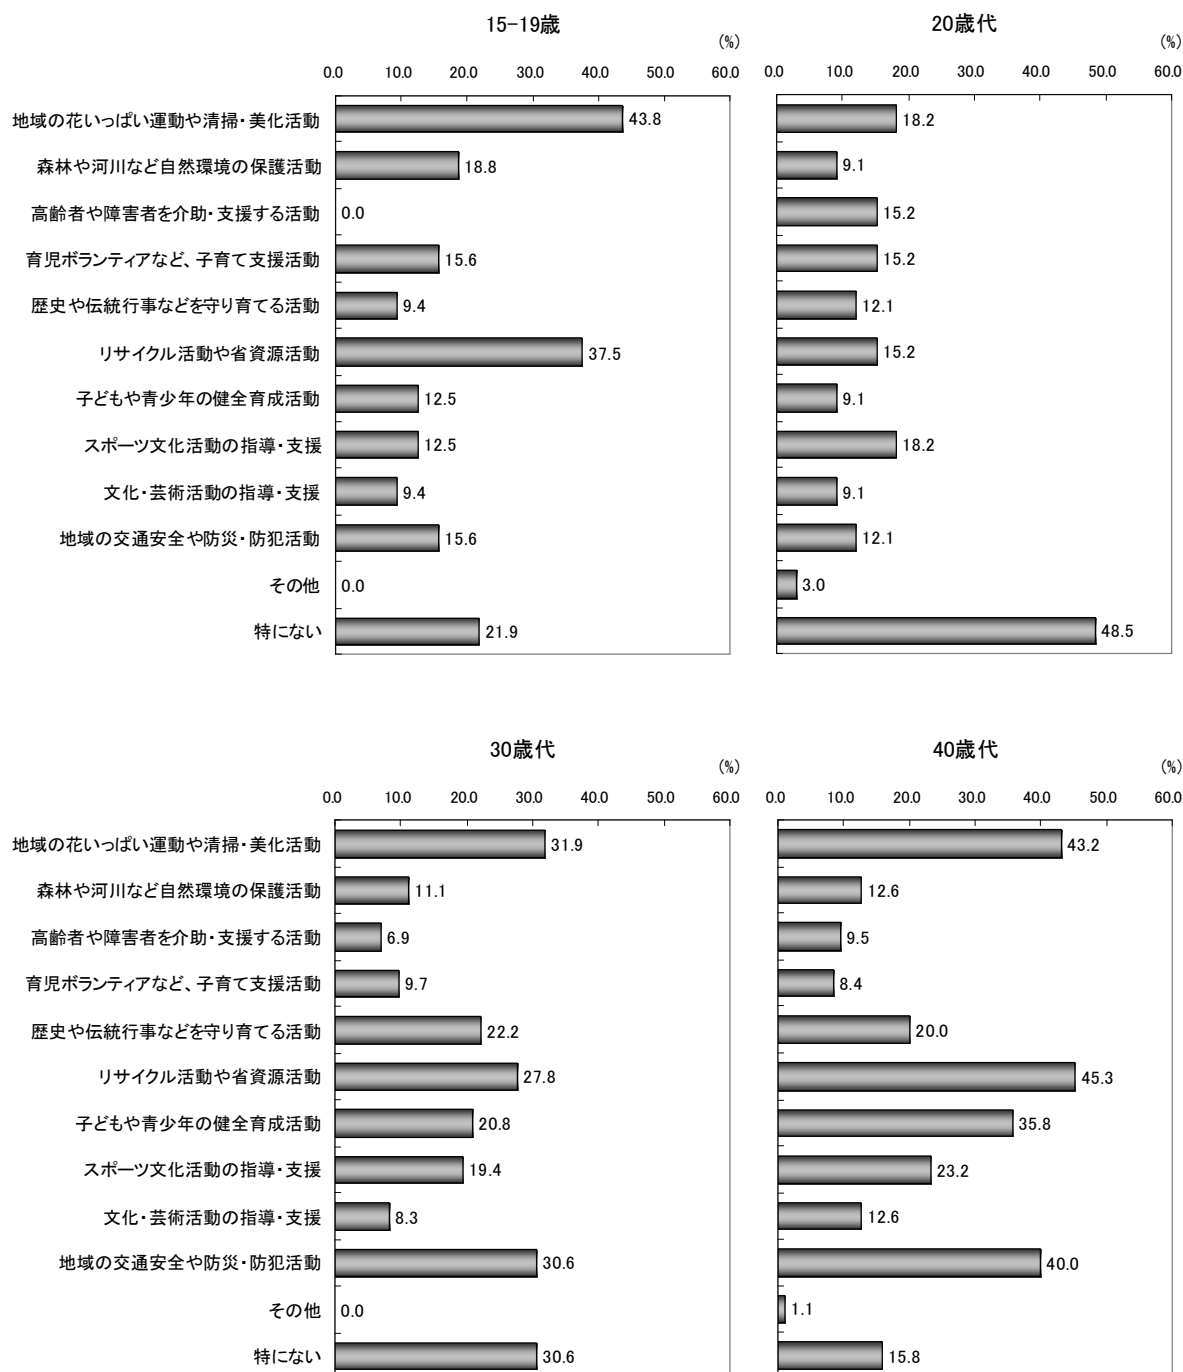 15-19歳
(%)
0.0 10.0 20.0 30.0 40.0 50.0 60.0
地域の花いっぱい運動や清掃・美化活動 43.8
森林や河川など自然環境の保護活動 18.8
高齢者や障害者を介助・支援する活動 0.0
育児ボランティアなど、子育て支援活動 15.6
歴史や伝統行事などを守り育てる活動 9.4
リサイクル活動や省資源活動 37.5
子どもや青少年の健全育成活動 12.5
スポーツ文化活動の指導・支援 12.5
文化・芸術活動の指導・支援 9.4
地域の交通安全や防災・防犯活動 15.6
その他 0.0
特にない 21.9
20歳代
(%)
0.0 10.0 20.0 30.0 40.0 50.0 60.0
18.2
9.1
15.2
15.2
12.1
15.2
9.1
18.2
9.1
12.1
3.0
48.5
30歳代
(%)
0.0 10.0 20.0 30.0 40.0 50.0 60.0
地域の花いっぱい運動や清掃・美化活動 31.9
森林や河川など自然環境の保護活動 11.1
高齢者や障害者を介助・支援する活動 6.9
育児ボランティアなど、子育て支援活動 9.7
歴史や伝統行事などを守り育てる活動 22.2
リサイクル活動や省資源活動 27.8
子どもや青少年の健全育成活動 20.8
スポーツ文化活動の指導・支援 19.4
文化・芸術活動の指導・支援 8.3
地域の交通安全や防災・防犯活動 30.6
その他 0.0
特にない 30.6
40歳代
(%)
0.0 10.0 20.0 30.0 40.0 50.0 60.0
43.2
12.6
9.5
8.4
20.0
45.3
35.8
23.2
12.6
40.0
1.1
15.8